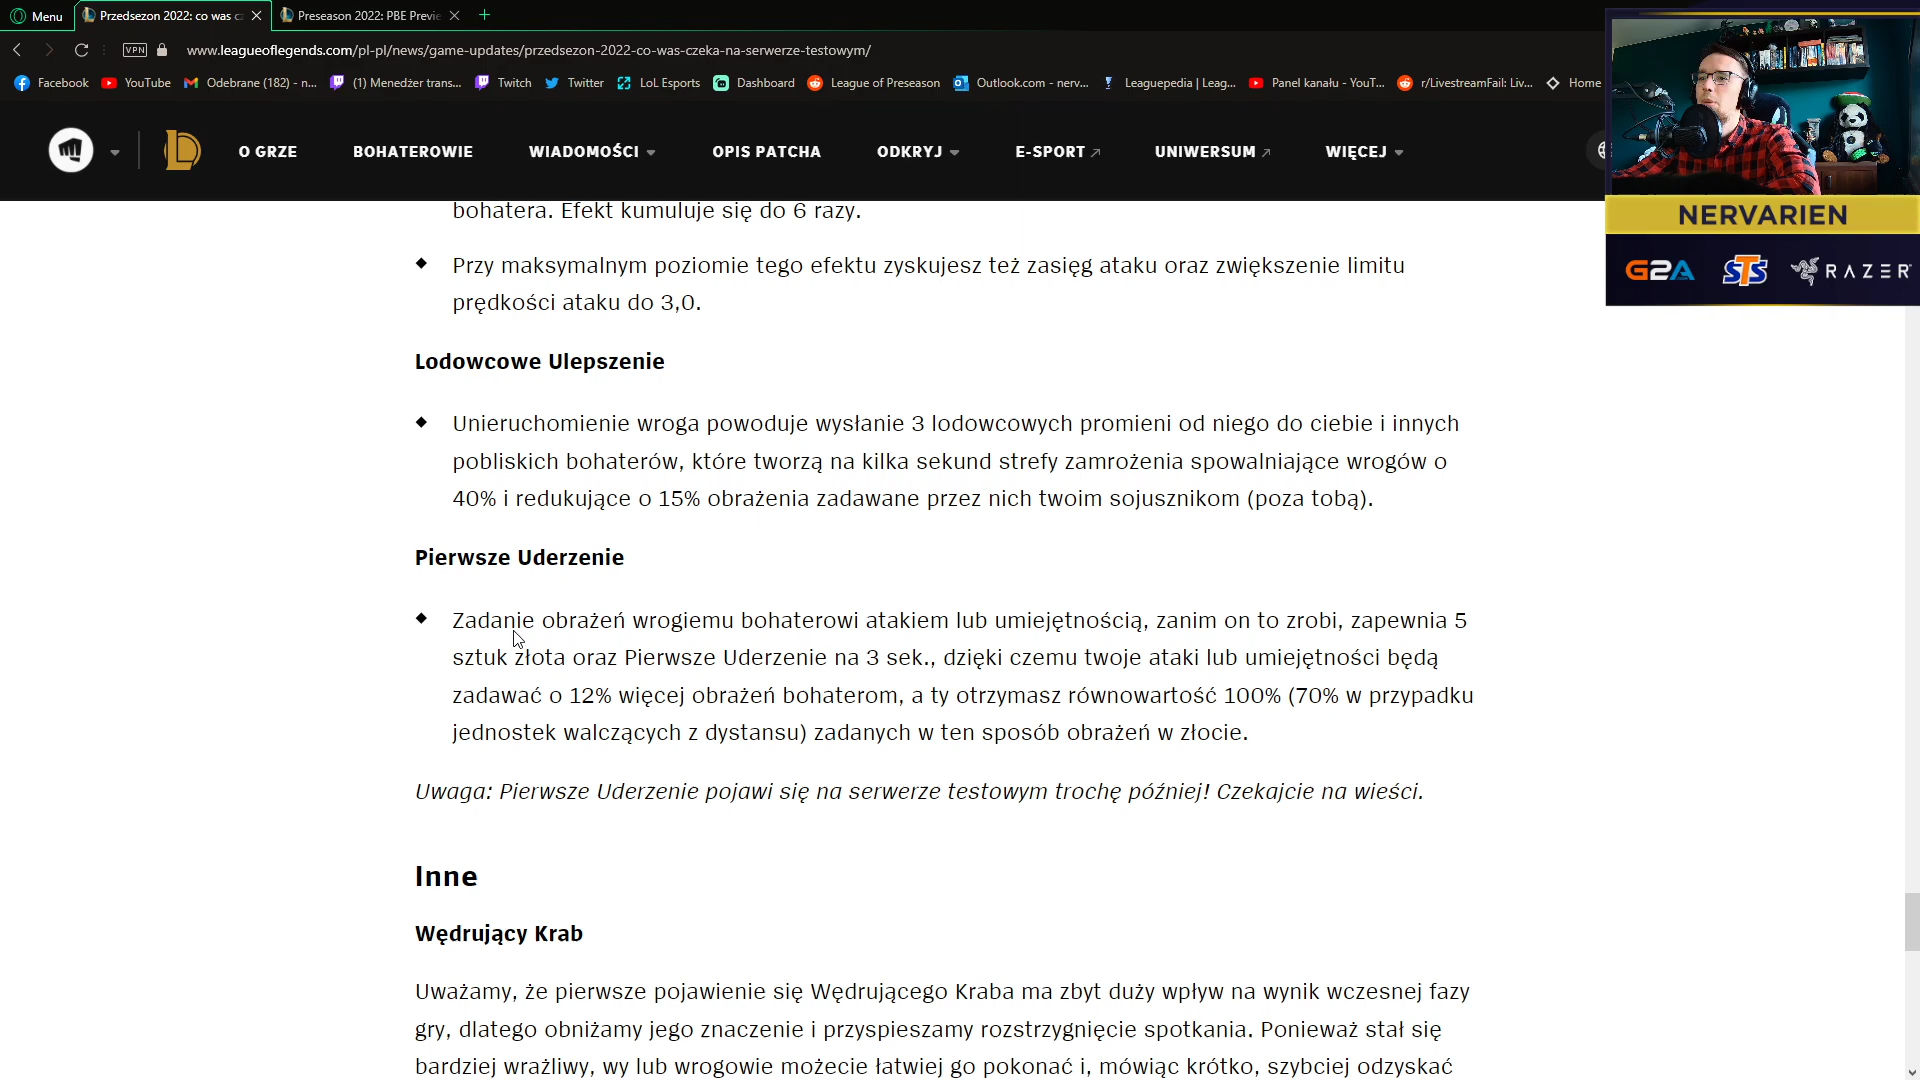 Menu
Przedsezon 2022: co was cz
Preseason 2022: PBE Previe
VPN
www.leagueoflegends.com/pl-pl/news/game-updates/przedsezon-2022-co-was-czeka-na-serwerze-testowym/
Facebook
YouTube
Odebrane (182) - n...
(1) Menedżer trans...
Twitch
Twitter
LoL Esports
Dashboard
League of Preseason
Outlook.com - nerv...
Leaguepedia | Leag...
Panel kanału - YouT...
r/LivestreamFail: Liv...
Home
O GRZE
BOHATEROWIE
WIADOMOŚCI
OPIS PATCHA
ODKRYJ
E-SPORT
UNIWERSUM
WIĘCEJ
NERVARIEN
G2A
STS
RAZER
bohatera. Efekt kumuluje się do 6 razy.
Przy maksymalnym poziomie tego efektu zyskujesz też zasięg ataku oraz zwiększenie limitu
prędkości ataku do 3,0.
Lodowcowe Ulepszenie
Unieruchomienie wroga powoduje wysłanie 3 lodowcowych promieni od niego do ciebie i innych
pobliskich bohaterów, które tworzą na kilka sekund strefy zamrożenia spowalniające wrogów o
40% i redukujące o 15% obrażenia zadawane przez nich twoim sojusznikom (poza tobą).
Pierwsze Uderzenie
Zadanie obrażeń wrogiemu bohaterowi atakiem lub umiejętnością, zanim on to zrobi, zapewnia 5
sztuk złota oraz Pierwsze Uderzenie na 3 sek., dzięki czemu twoje ataki lub umiejętności będą
zadawać o 12% więcej obrażeń bohaterom, a ty otrzymasz równowartość 100% (70% w przypadku
jednostek walczących z dystansu) zadanych w ten sposób obrażeń w złocie.
Uwaga: Pierwsze Uderzenie pojawi się na serwerze testowym trochę później! Czekajcie na wieści.
Inne
Wędrujący Krab
Uważamy, że pierwsze pojawienie się Wędrującego Kraba ma zbyt duży wpływ na wynik wczesnej fazy
gry, dlatego obniżamy jego znaczenie i przyspieszamy rozstrzygnięcie spotkania. Ponieważ stał się
bardziej wrażliwy, wy lub wrogowie możecie łatwiej go pokonać i, mówiąc krótko, szybciej odzyskać